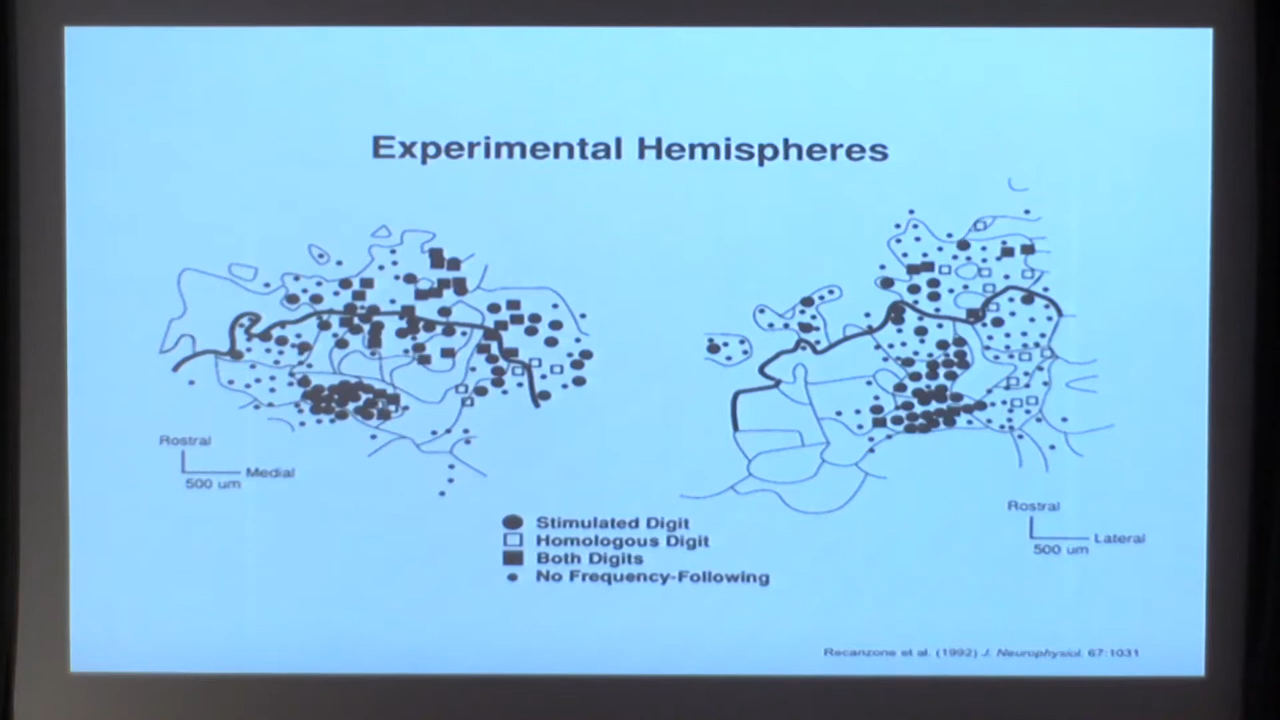 Experimental Hemispheres
Rostral
Medial
500 um
Rostral
Lateral
500 um
Stimulated Digit
Homologous Digit
Both Digits
No Frequency-Following
Recanzone et al. (1992) J. Neurophysiol. 67:1031